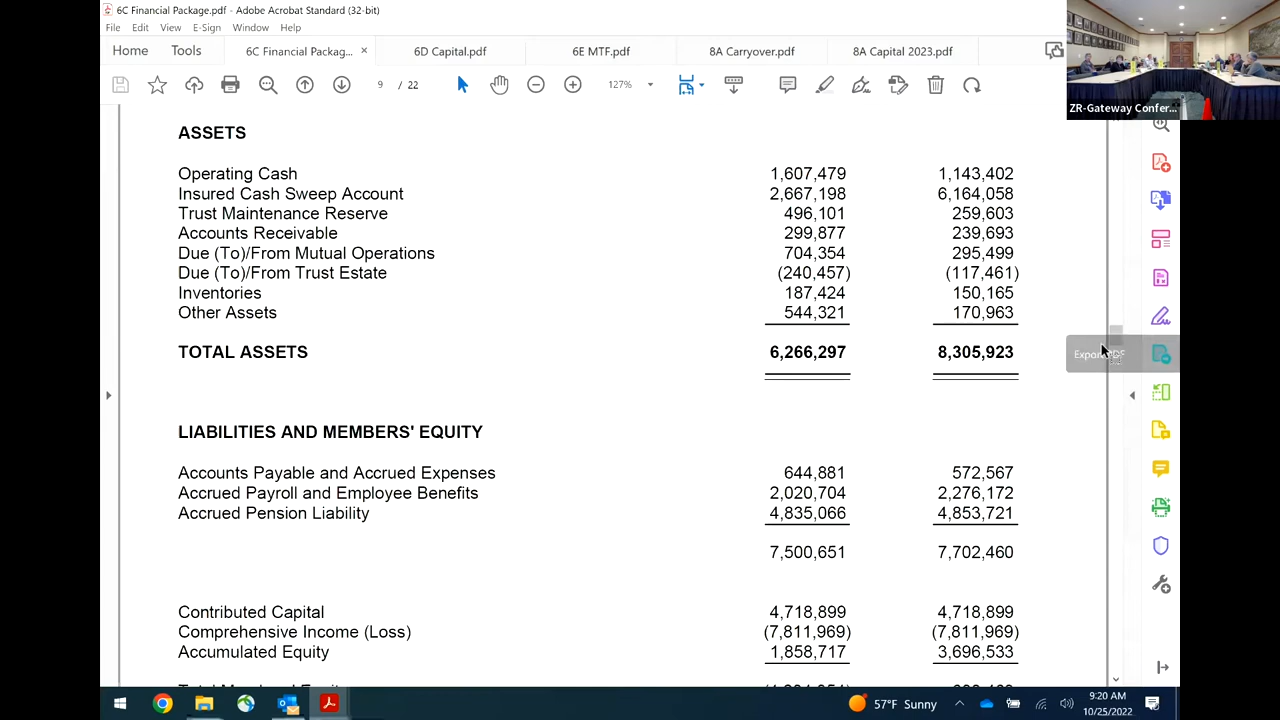 6C Financial Package.pdf - Adobe Acrobat Standard (32-bit)
File Edit View E-Sign Window Help
Home Tools 6C Financial Packag... × 6D Capital.pdf 6E MTF.pdf 8A Carryover.pdf 8A Capital 2023.pdf
9 / 22 127%
ZR-Gateway Confer...
ASSETS
Operating Cash 1,607,479 1,143,402
Insured Cash Sweep Account 2,667,198 6,164,058
Trust Maintenance Reserve 496,101 259,603
Accounts Receivable 299,877 239,693
Due (To)/From Mutual Operations 704,354 295,499
Due (To)/From Trust Estate (240,457) (117,461)
Inventories 187,424 150,165
Other Assets 544,321 170,963
TOTAL ASSETS 6,266,297 8,305,923
LIABILITIES AND MEMBERS' EQUITY
Accounts Payable and Accrued Expenses 644,881 572,567
Accrued Payroll and Employee Benefits 2,020,704 2,276,172
Accrued Pension Liability 4,835,066 4,853,721
7,500,651 7,702,460
Contributed Capital 4,718,899 4,718,899
Comprehensive Income (Loss) (7,811,969) (7,811,969)
Accumulated Equity 1,858,717 3,696,533
57°F Sunny
9:20 AM
10/25/2022